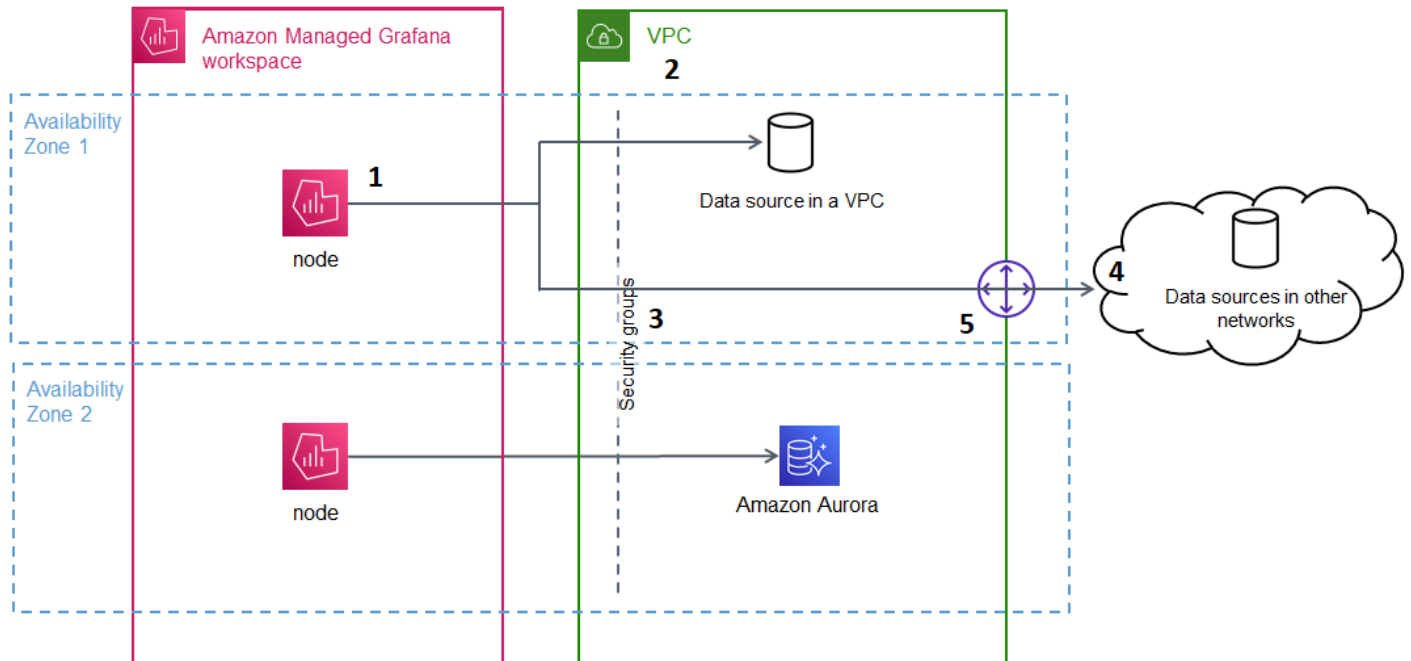 Amazon Managed Grafana
workspace
VPC
2
Availability
Zone 1
1
Data source in a VPC
node
4
Data sources in other
networks
Security groups
3
5
Availability
Zone 2
node
Amazon Aurora